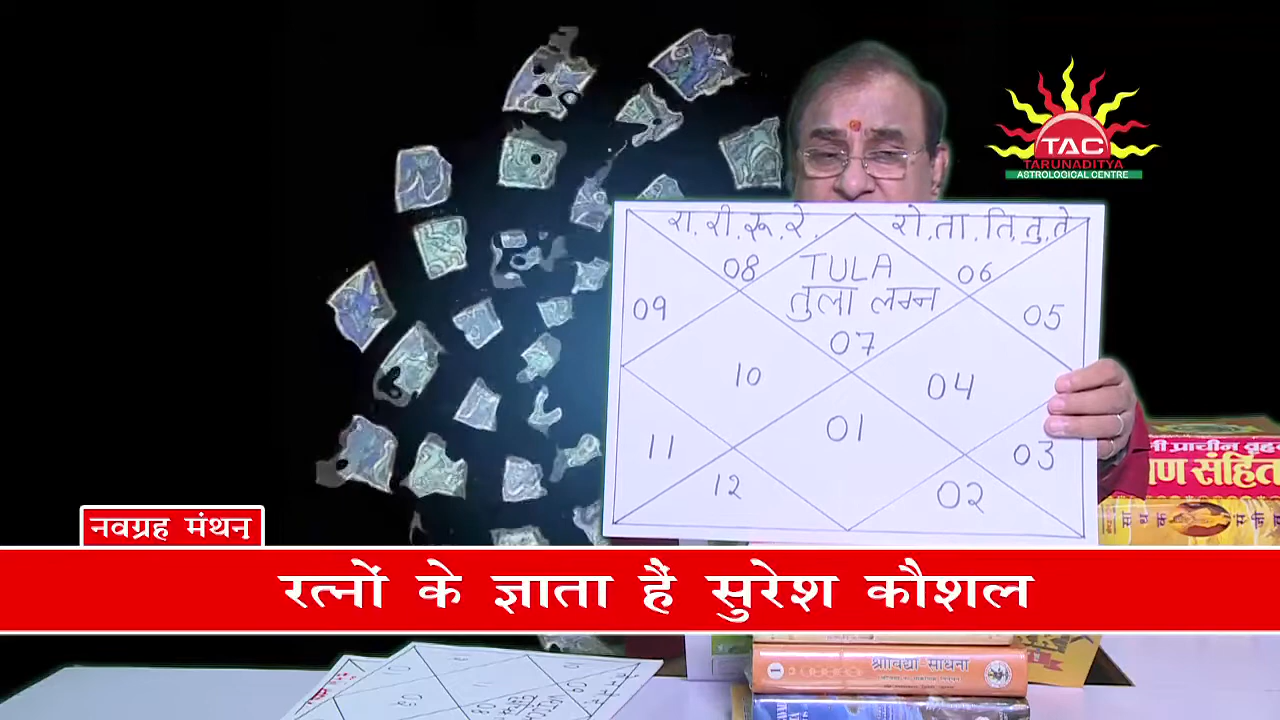 TAC
TARUNADITYA
ASTROLOGICAL CENTRE
रा.री.रू.रे. रो.ता.ति.तु.ते
08 TULA 06
तुला लग्न
09 05
07
10 04
01
11 03
12 02
प्राचीन
संहित
नवग्रह मंथन्
रत्नों के ज्ञाता हैं सुरेश कौशल
श्रीविद्या-साधना
1